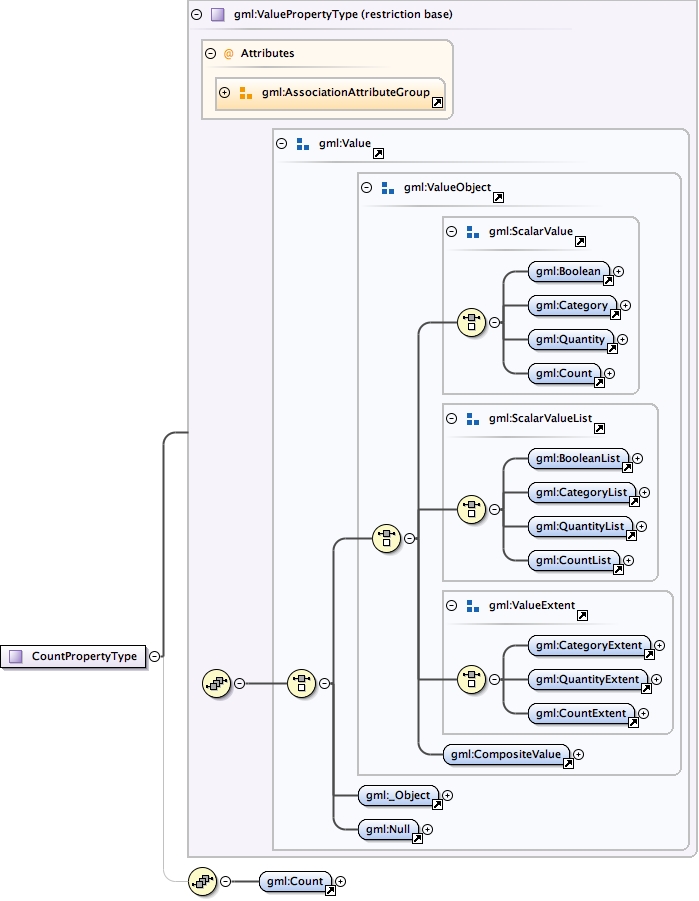 gml:ValuePropertyType (restriction base)
@ Attributes
gml:AssociationAttributeGroup
gml:Value
gml:ValueObject
gml:ScalarValue
gml:Boolean
gml:Category
gml:Quantity
gml:Count
gml:ScalarValueList
gml:BooleanList
gml:CategoryList
gml:QuantityList
gml:CountList
gml:ValueExtent
gml:CategoryExtent
gml:QuantityExtent
gml:CountExtent
gml:CompositeValue
gml:_Object
gml:Null
CountPropertyType
gml:Count